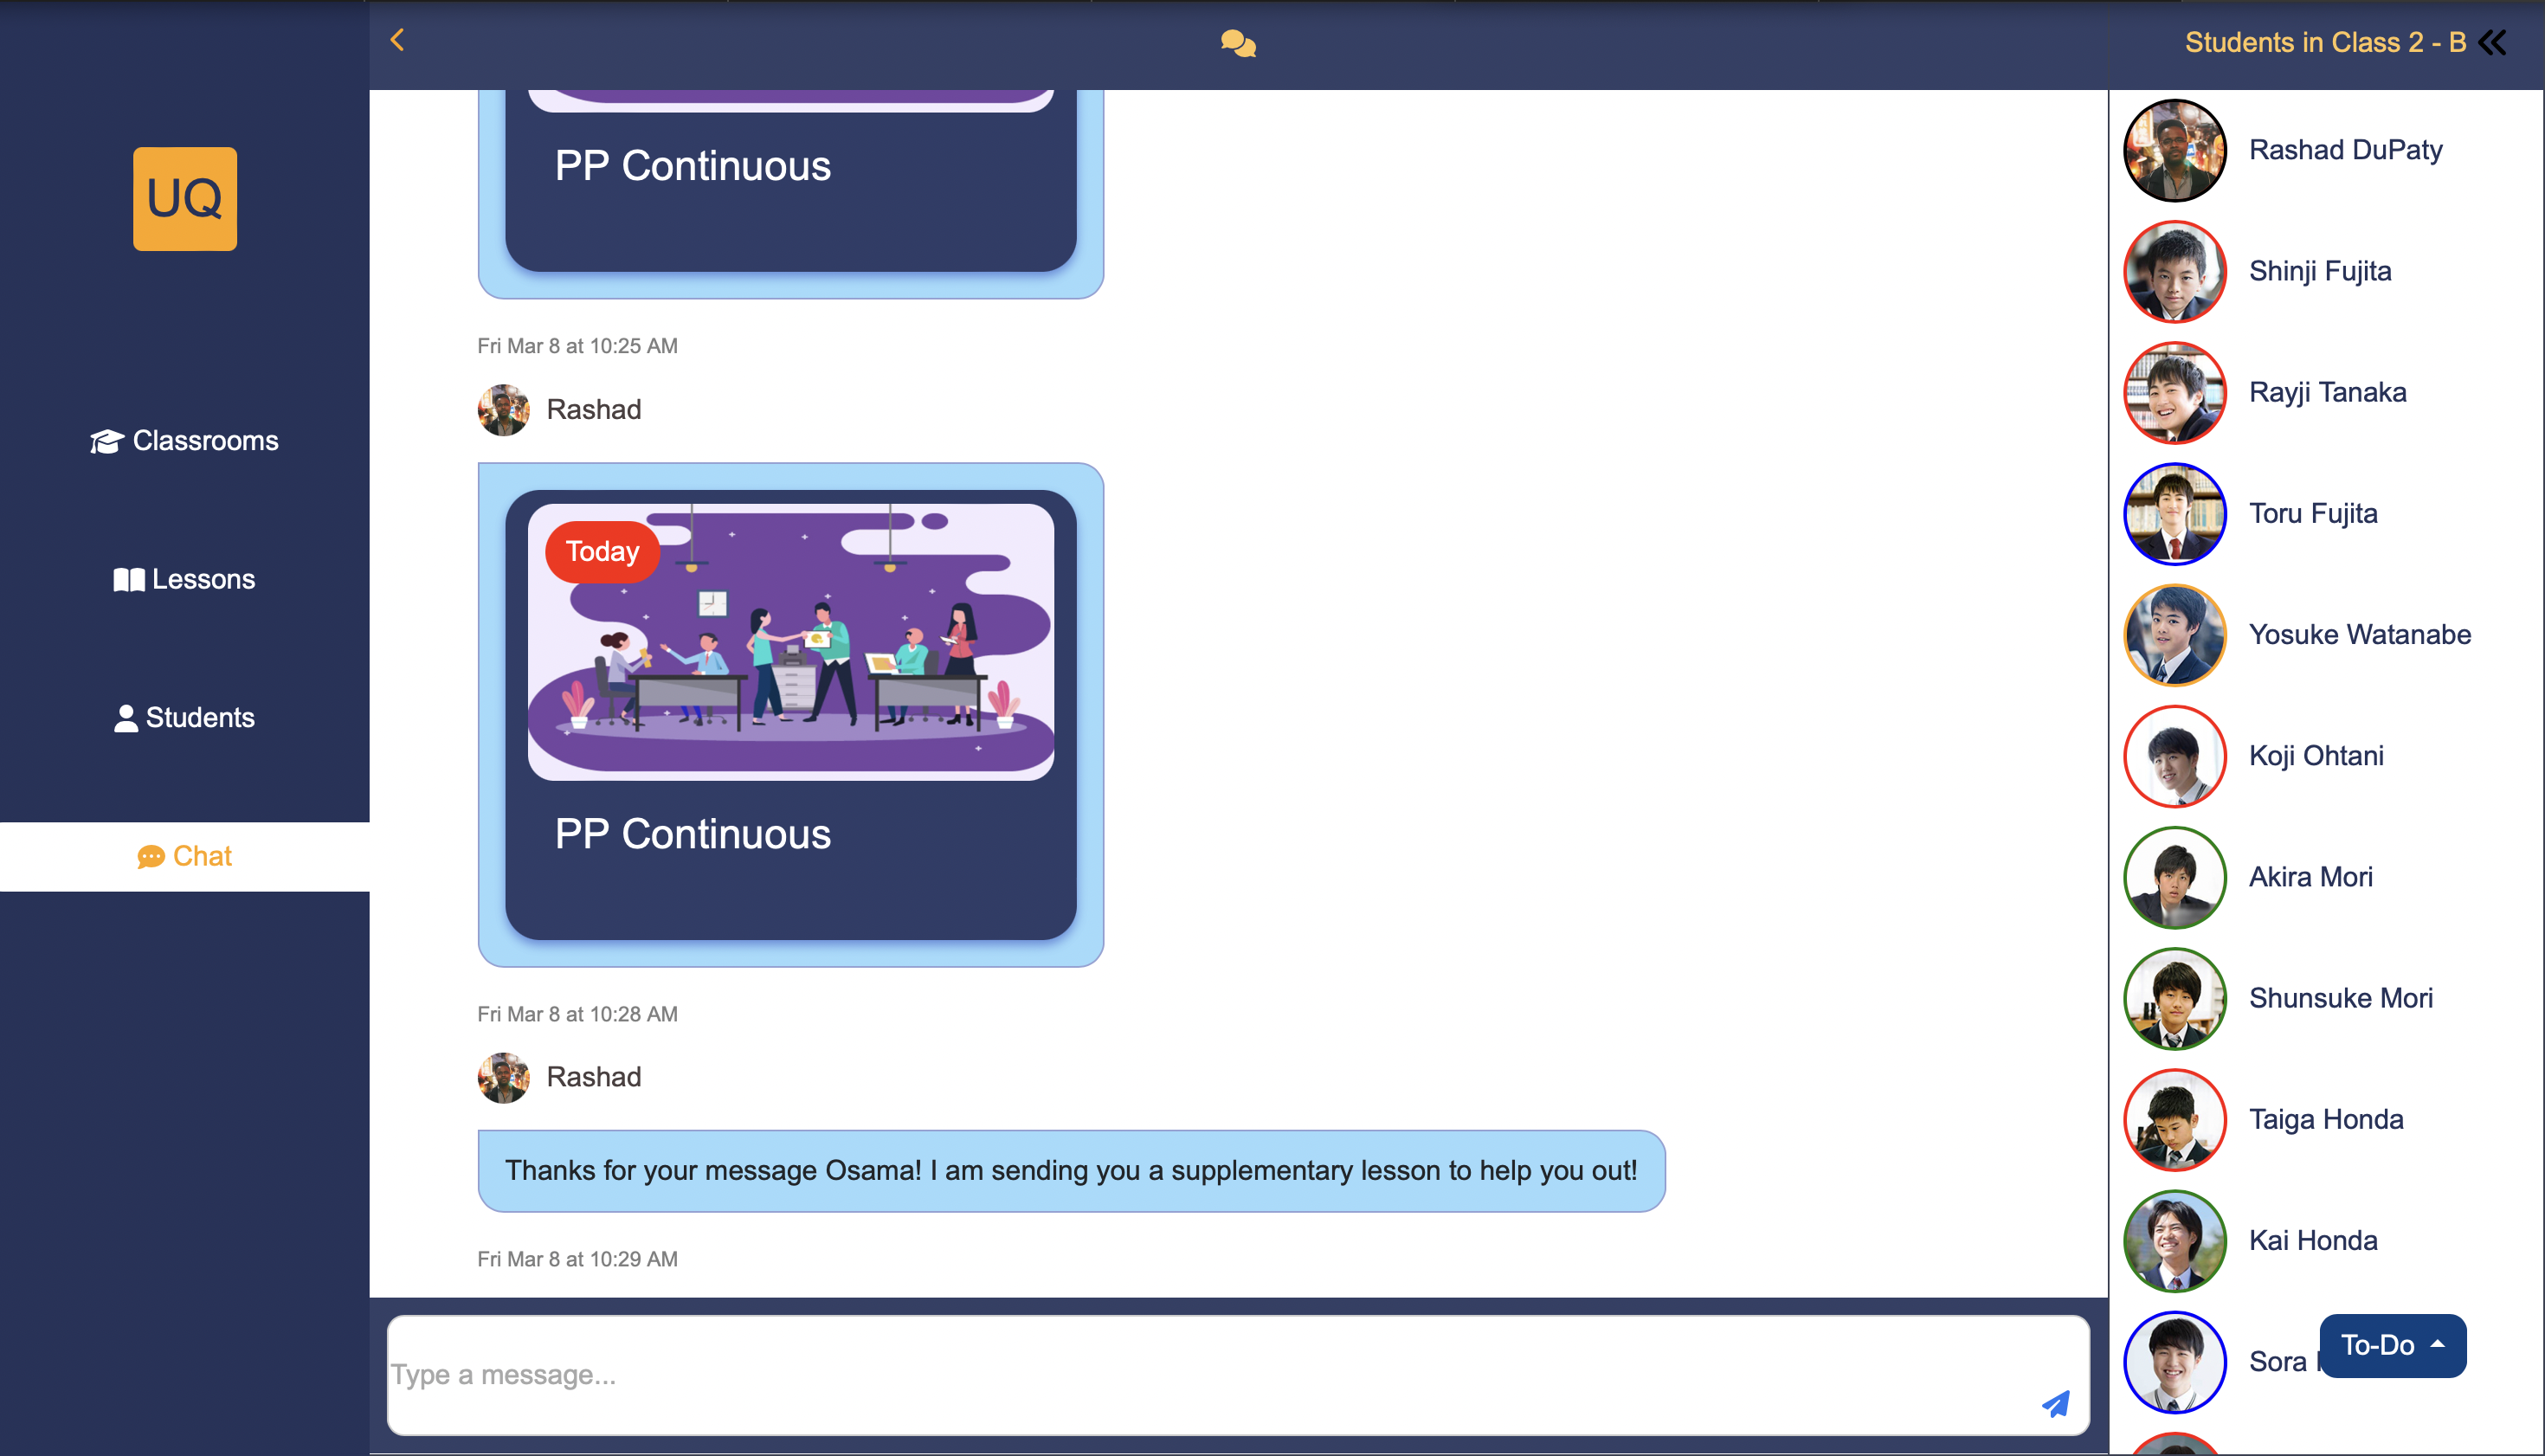 UQ
Classrooms
Lessons
Students
Chat
PP Continuous
Fri Mar 8 at 10:25 AM
Rashad
Today
PP Continuous
Fri Mar 8 at 10:28 AM
Rashad
Thanks for your message Osama! I am sending you a supplementary lesson to help you out!
Fri Mar 8 at 10:29 AM
Type a message...
Students in Class 2 - B
Rashad DuPaty
Shinji Fujita
Rayji Tanaka
Toru Fujita
Yosuke Watanabe
Koji Ohtani
Akira Mori
Shunsuke Mori
Taiga Honda
Kai Honda
Sora
To-Do